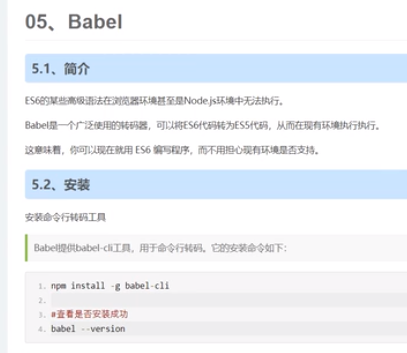 05、Babel
5.1、简介
ES6的某些高级语法在浏览器环境甚至是Node.js环境中无法执行。
Babel是一个广泛使用的转码器，可以将ES6代码转为ES5代码，从而在现有环境执行执行。
这意味着，你可以现在就用 ES6 编写程序，而不用担心现有环境是否支持。
5.2、安装
安装命令行转码工具
Babel提供babel-cli工具，用于命令行转码。它的安装命令如下：
1. npm install -g babel-cli
2.
3. #查看是否安装成功
4. babel --version